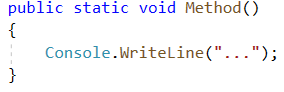 public static void Method()
{
    Console.WriteLine("...");
}